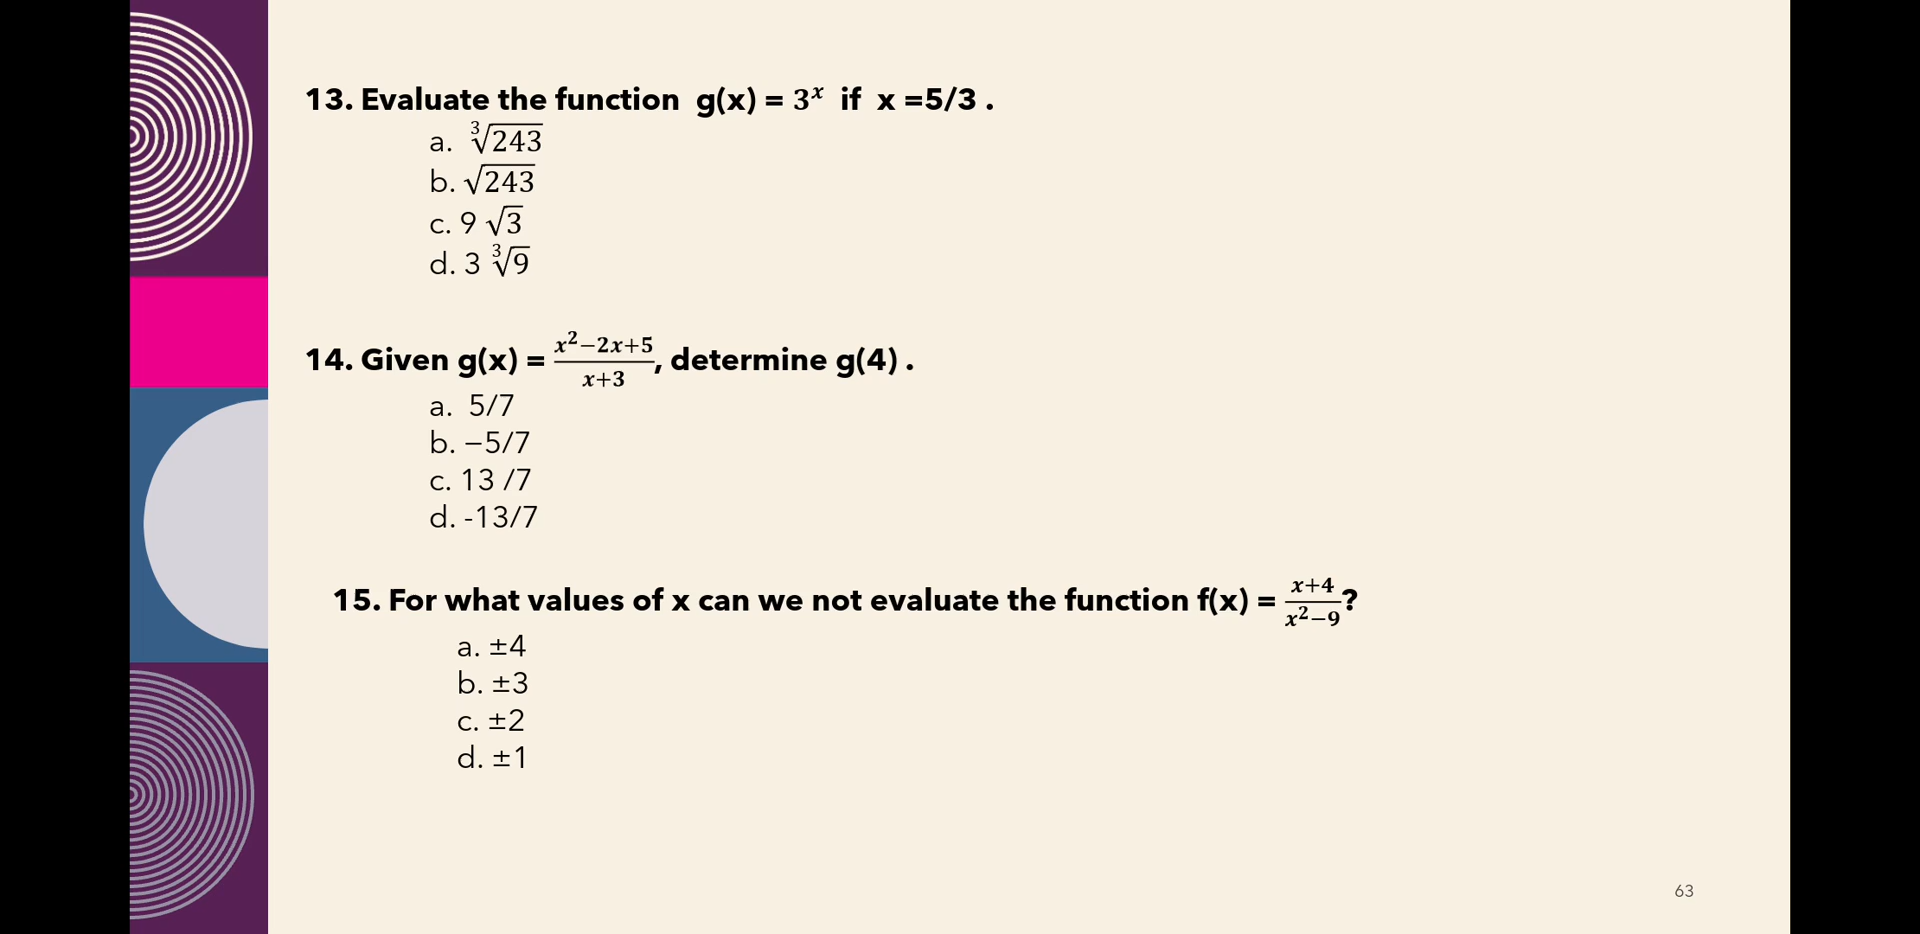 13. Evaluate the function g(x) = 3ˣ if x =5/3 .
a. ∛243
b. √243
c. 9 √3
d. 3 ∛9
14. Given g(x) = (x²−2x+5)/(x+3), determine g(4) .
a. 5/7
b. −5/7
c. 13 /7
d. -13/7
15. For what values of x can we not evaluate the function f(x) = (x+4)/(x²−9)?
a. ±4
b. ±3
c. ±2
d. ±1
63